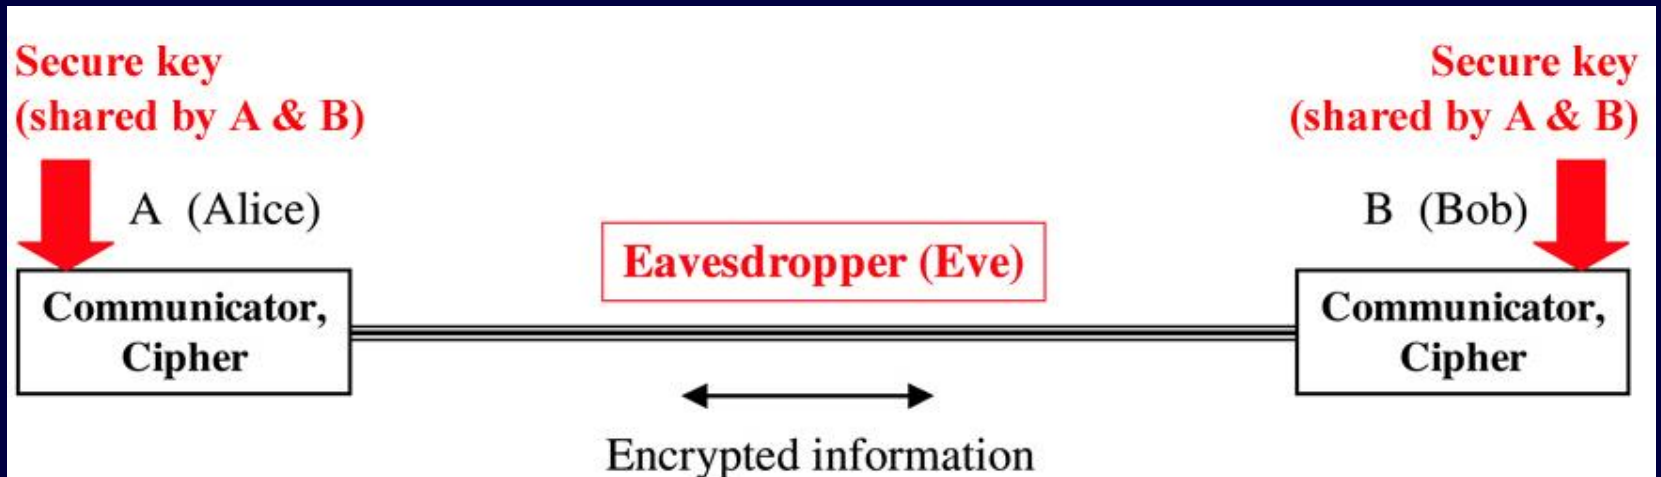 Secure key
(shared by A & B)
Secure key
(shared by A & B)
A (Alice)
B (Bob)
Eavesdropper (Eve)
Communicator,
Cipher
Communicator,
Cipher
Encrypted information